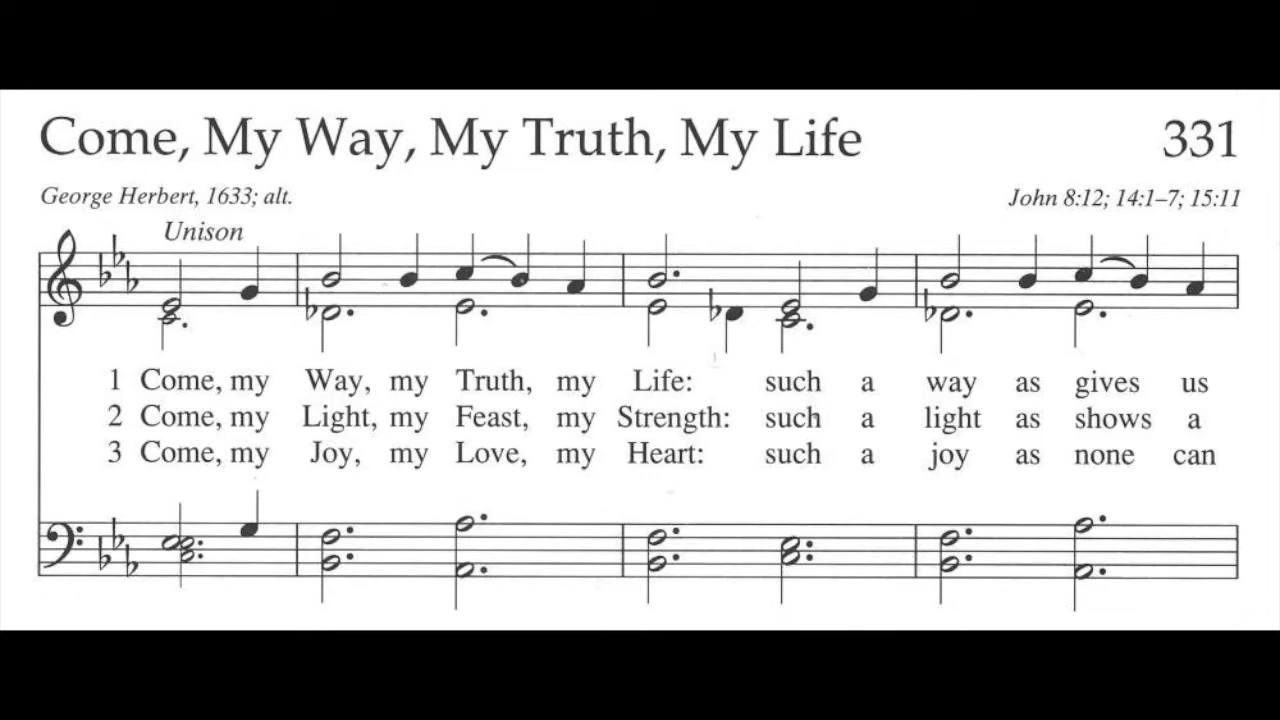 Come, My Way, My Truth, My Life 331
George Herbert, 1633; alt. John 8:12; 14:1–7; 15:11
Unison
1 Come, my Way, my Truth, my Life: such a way as gives us
2 Come, my Light, my Feast, my Strength: such a light as shows a
3 Come, my Joy, my Love, my Heart: such a joy as none can